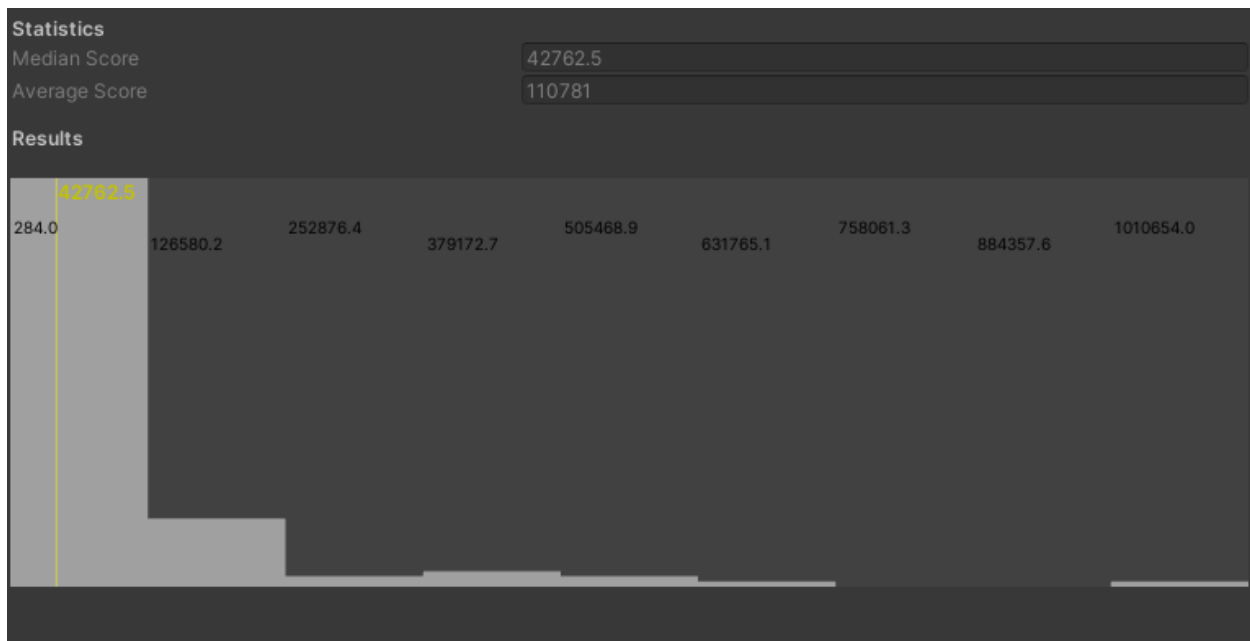 Statistics
Median Score 42762.5
Average Score 110781
Results
42762.5
284.0 252876.4 505468.9 758061.3 1010654.0
126580.2 379172.7 631765.1 884357.6